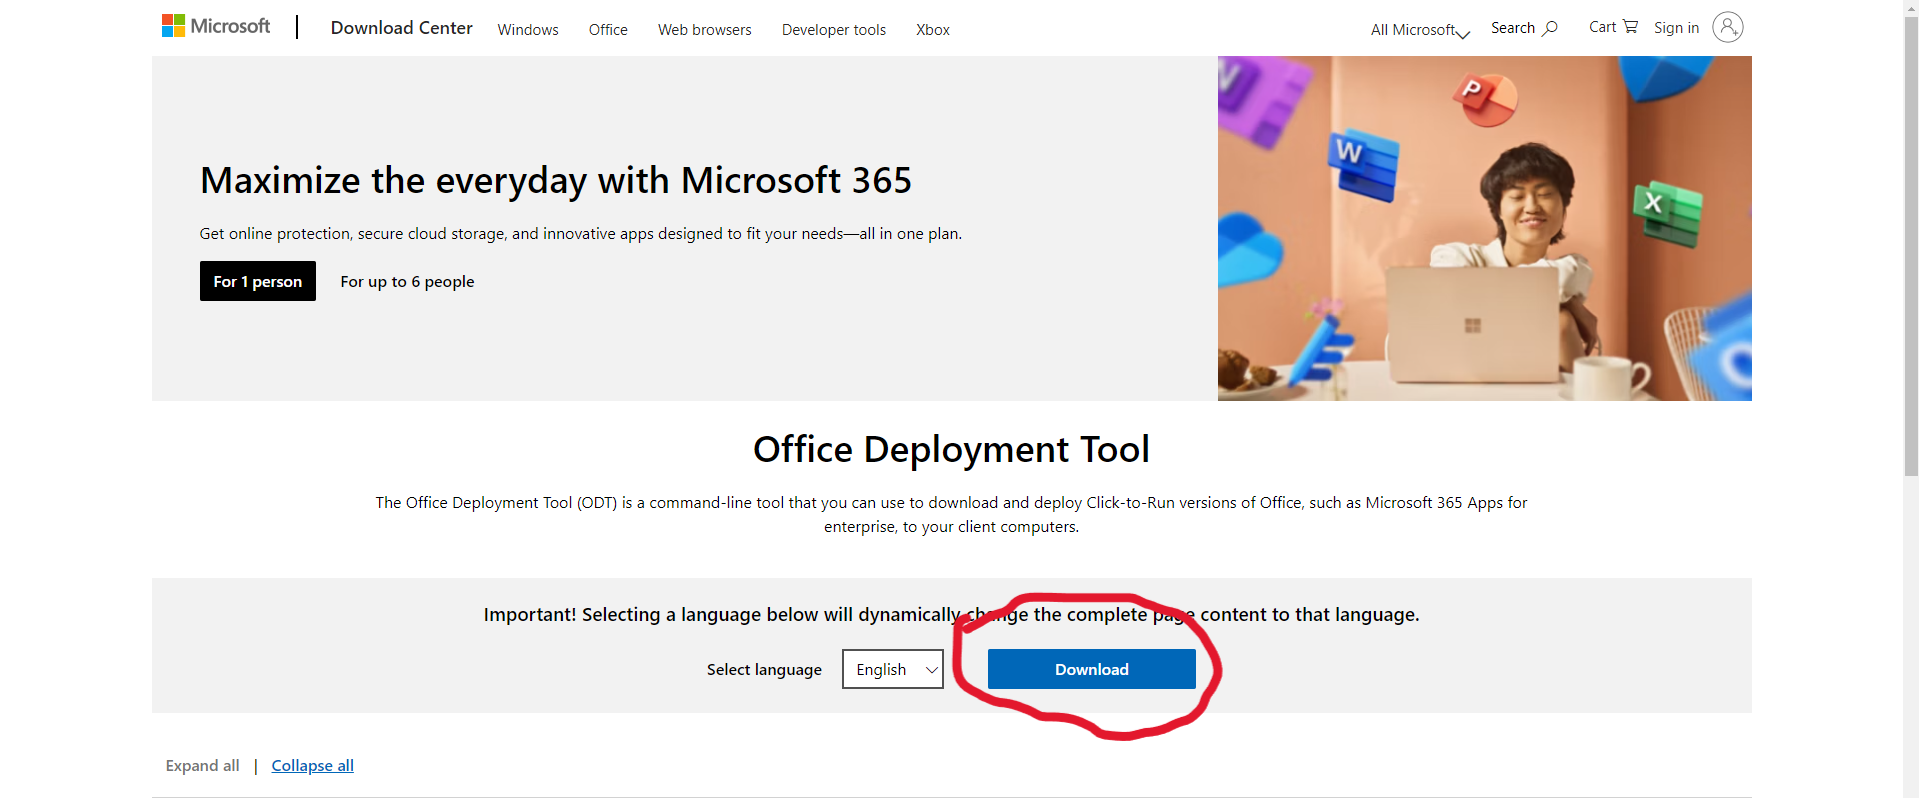 Microsoft | Download Center Windows Office Web browsers Developer tools Xbox All Microsoft Search Cart Sign in
Maximize the everyday with Microsoft 365
Get online protection, secure cloud storage, and innovative apps designed to fit your needs—all in one plan.
For 1 person For up to 6 people
N
P
W
X
O
Office Deployment Tool
The Office Deployment Tool (ODT) is a command-line tool that you can use to download and deploy Click-to-Run versions of Office, such as Microsoft 365 Apps for
enterprise, to your client computers.
Important! Selecting a language below will dynamically change the complete page content to that language.
Select language English Download
Expand all | Collapse all